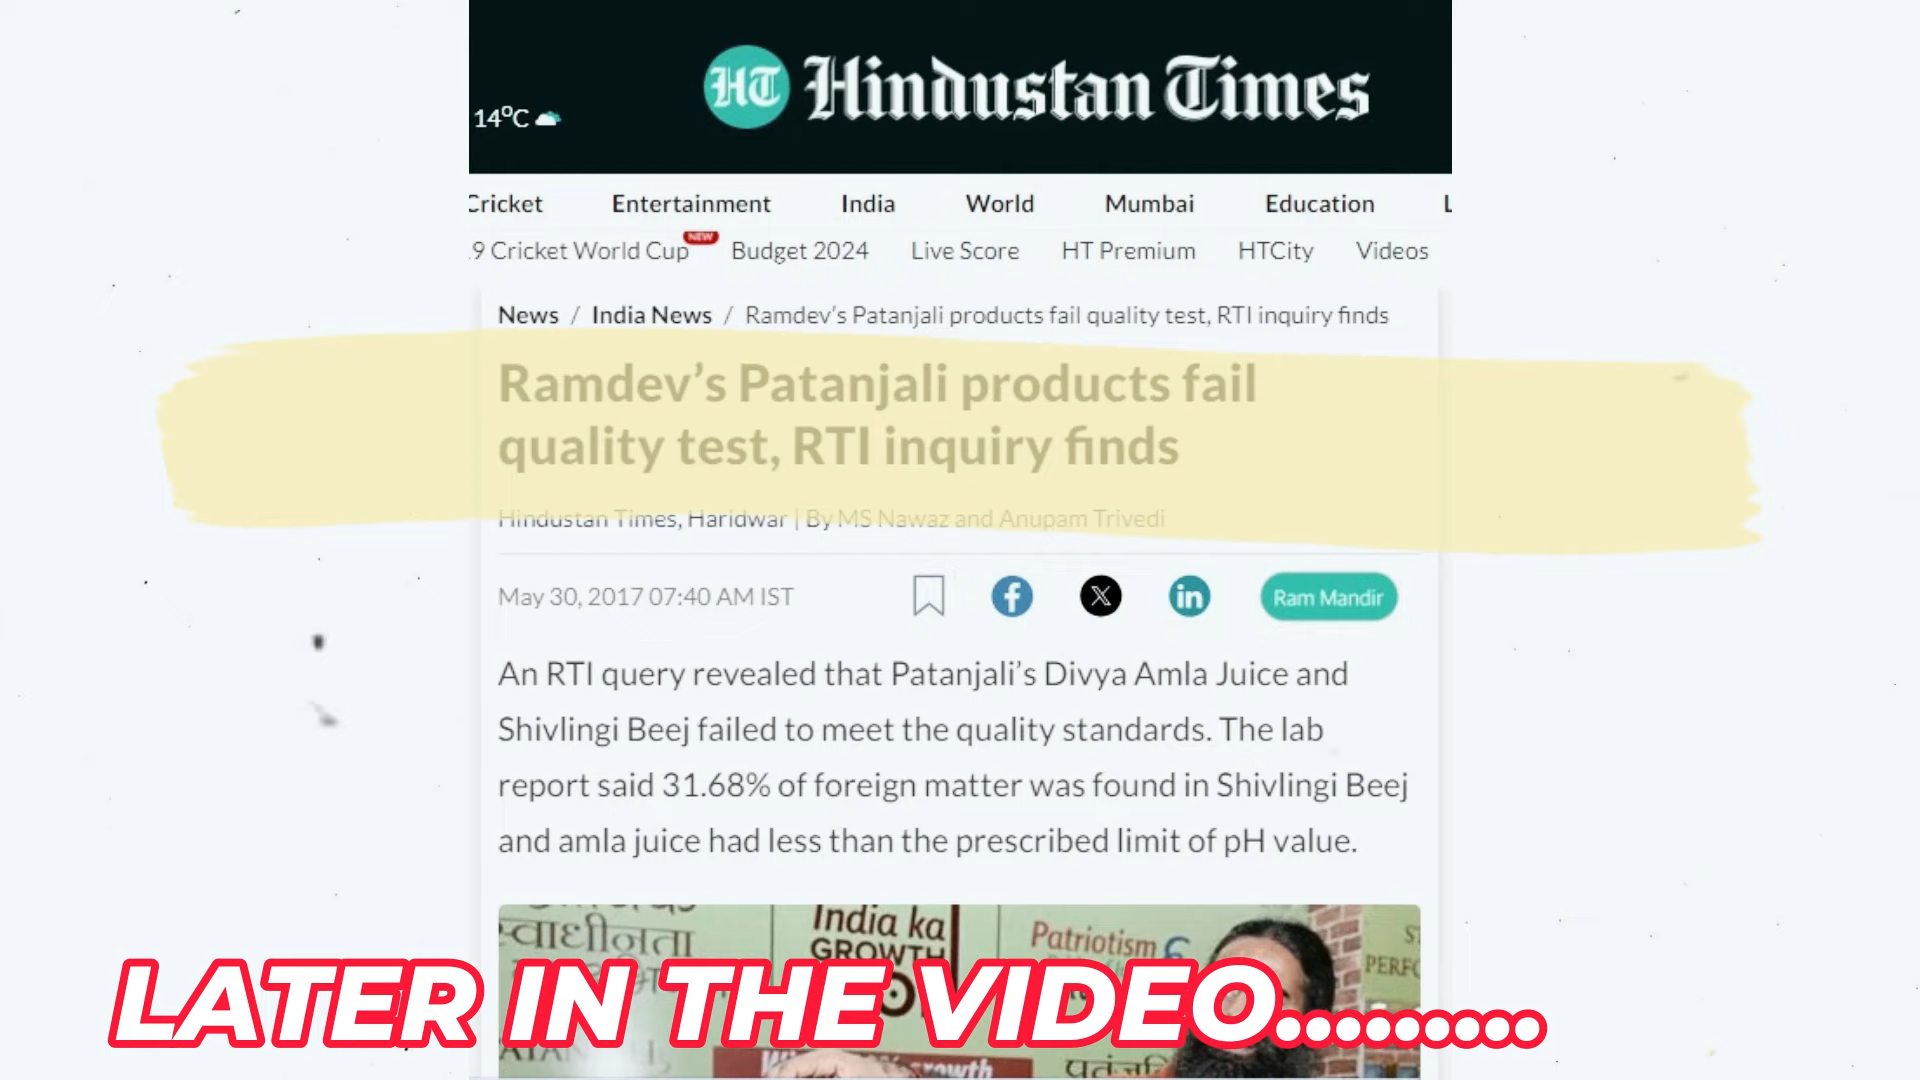 HT Hindustan Times
14°C
Cricket Entertainment India World Mumbai Education L
9 Cricket World Cup NEW Budget 2024 Live Score HT Premium HTCity Videos
News / India News / Ramdev's Patanjali products fail quality test, RTI inquiry finds
Ramdev's Patanjali products fail
quality test, RTI inquiry finds
Hindustan Times, Haridwar | By MS Nawaz and Anupam Trivedi
May 30, 2017 07:40 AM IST
Ram Mandir
An RTI query revealed that Patanjali's Divya Amla Juice and
Shivlingi Beej failed to meet the quality standards. The lab
report said 31.68% of foreign matter was found in Shivlingi Beej
and amla juice had less than the prescribed limit of pH value.
India ka
GROWTH
Patriotism
LATER IN THE VIDEO.........